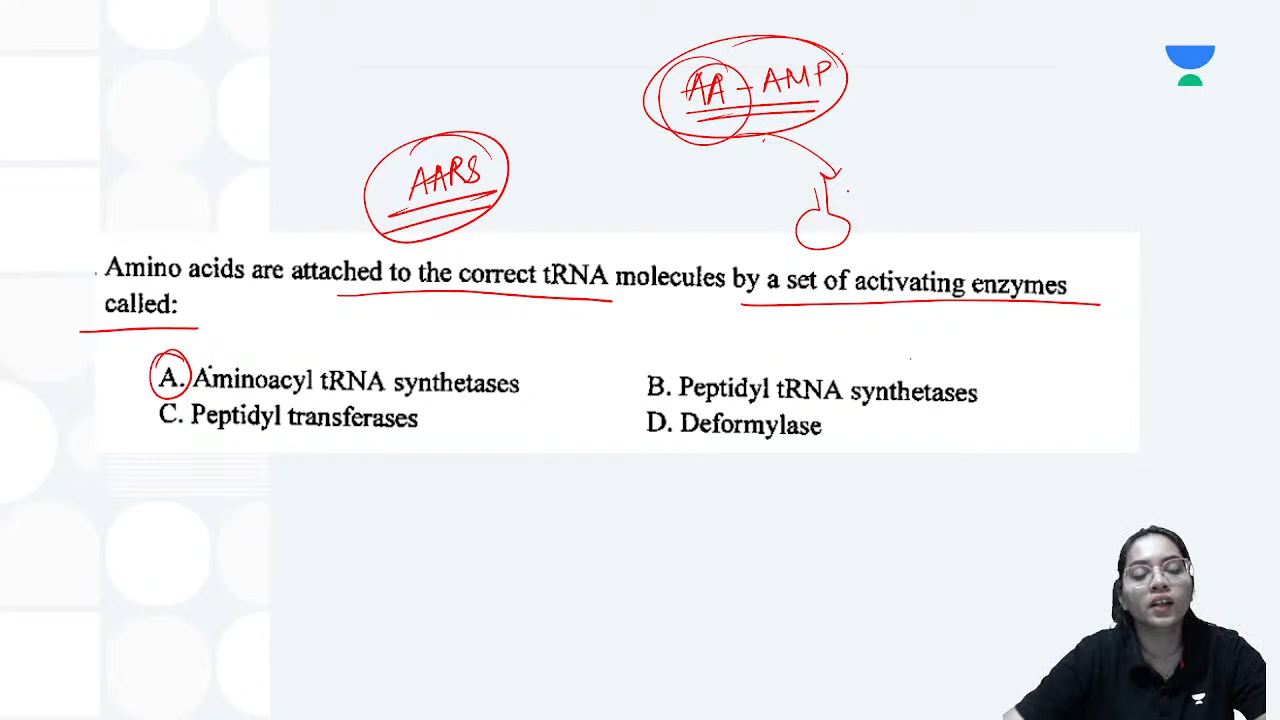 AA - AMP
AARS
Amino acids are attached to the correct tRNA molecules by a set of activating enzymes
called:
A. Aminoacyl tRNA synthetases
B. Peptidyl tRNA synthetases
C. Peptidyl transferases
D. Deformylase